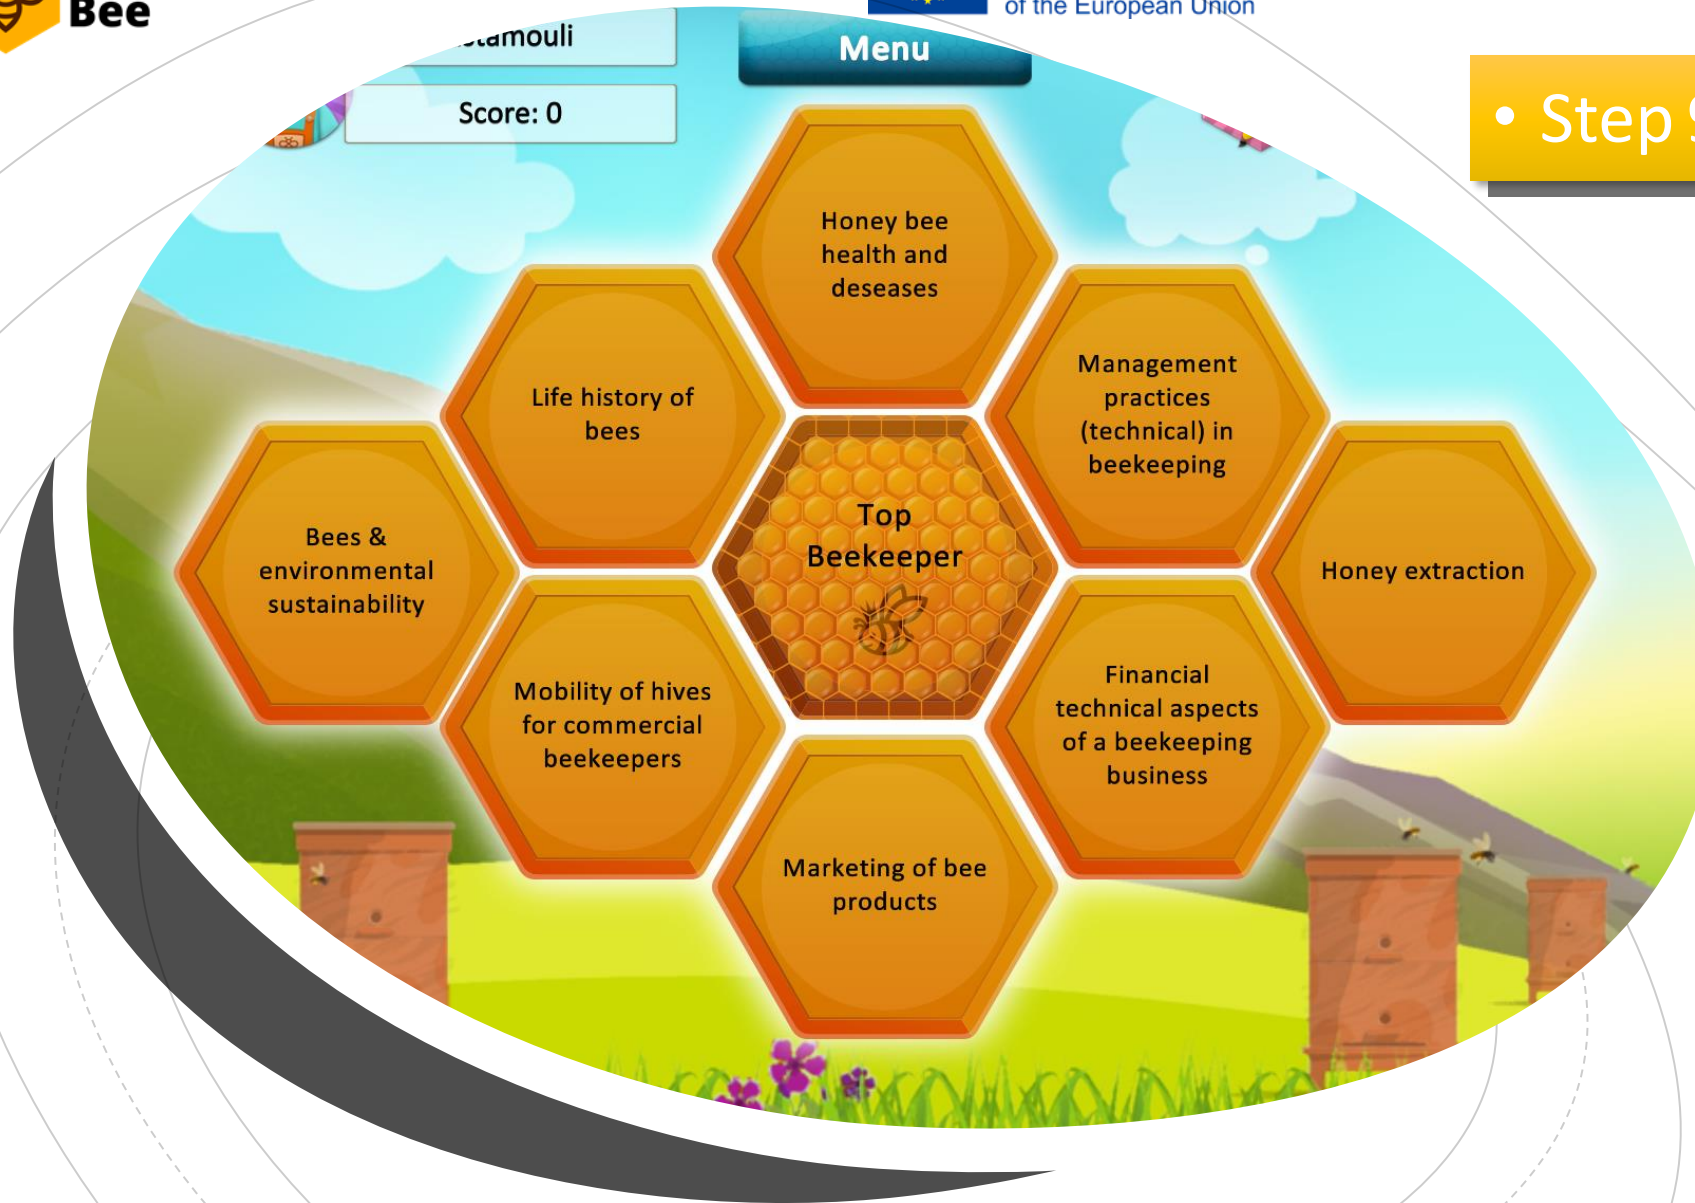 Bee
of the European Union
Menu
Score: 0
• Step
Honey bee
health and
deseases
Life history of
bees
Management
practices
(technical) in
beekeeping
Bees &
environmental
sustainability
Top
Beekeeper
Honey extraction
Mobility of hives
for commercial
beekeepers
Financial
technical aspects
of a beekeeping
business
Marketing of bee
products